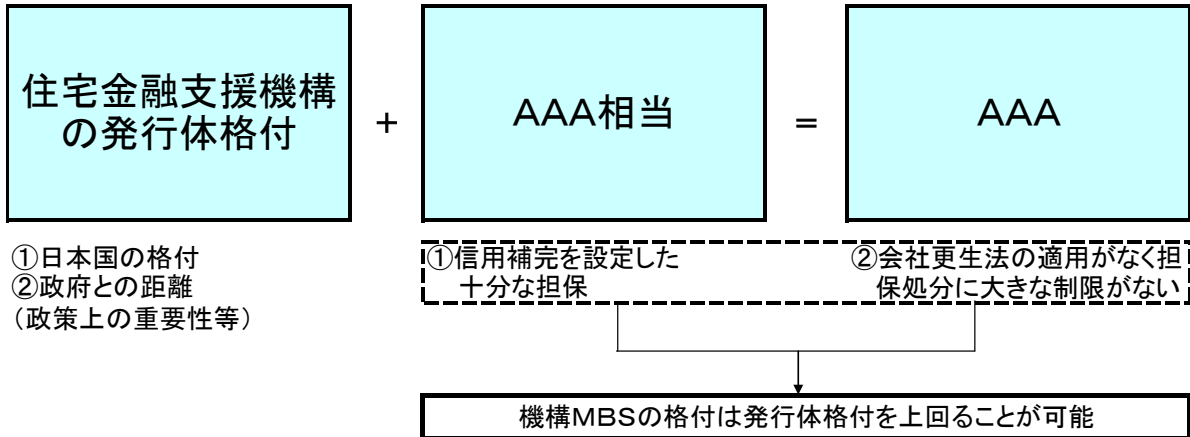 住宅金融支援機構
の発行体格付
+
ＡＡＡ相当
=
ＡＡＡ
①日本国の格付
②政府との距離
（政策上の重要性等）
①信用補完を設定した
十分な担保
②会社更生法の適用がなく担
保処分に大きな制限がない
機構ＭＢＳの格付は発行体格付を上回ることが可能